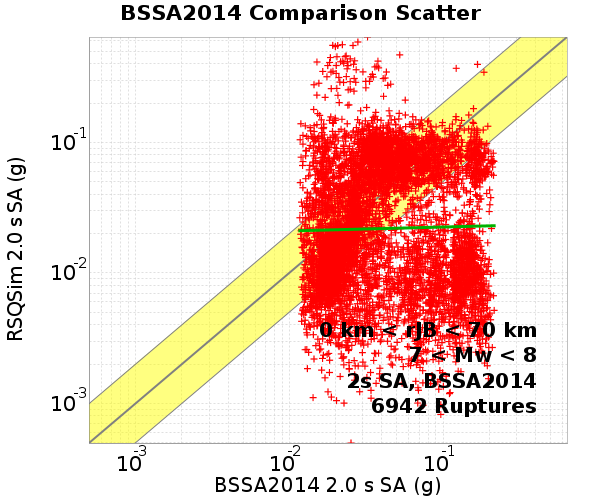 BSSA2014 Comparison Scatter
RSQSim 2.0 s SA (g)
10-1
10-2
10-3
0 km < rJB < 70 km
7 < Mw < 8
2s SA, BSSA2014
6942 Ruptures
10-3 10-2 10-1
BSSA2014 2.0 s SA (g)